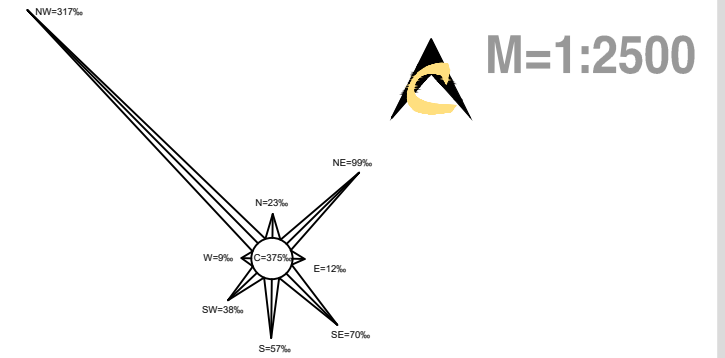 NW=317‰
M=1:2500
NE=99‰
N=23‰
W=9‰
C=375‰
E=12‰
SW=38‰
SE=70‰
S=57‰